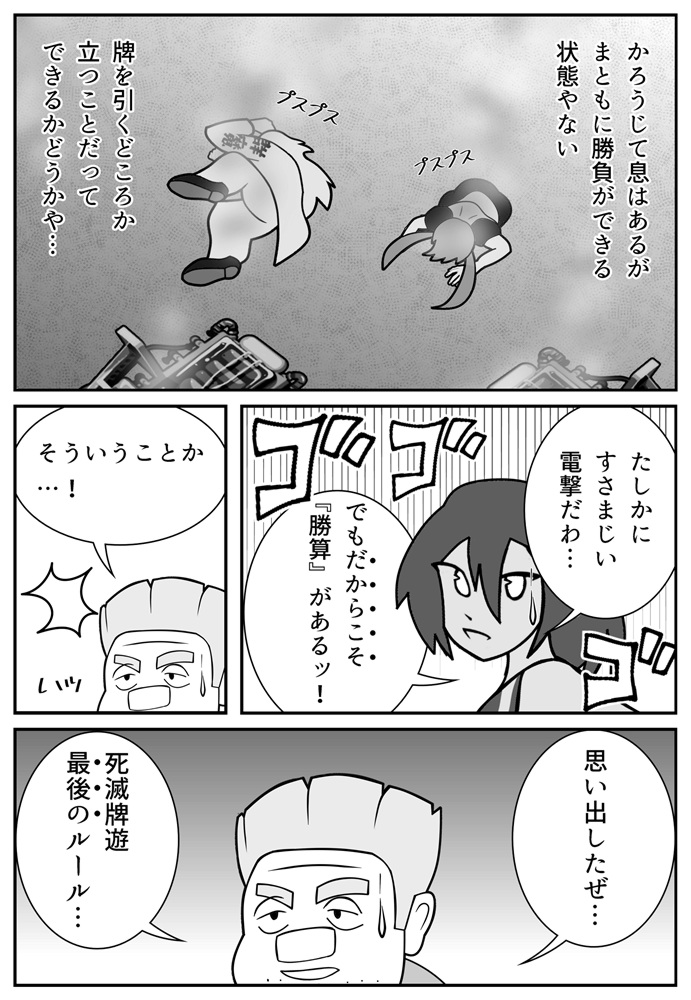 かろうじて息はあるが
まともに勝負ができる
状態やない
プスプス
プスプス
牌を引くどころか
立つことだって
できるかどうかや…
たしかに
すさまじい
電撃だわ…
ゴゴゴ
でもだからこそ
『勝算』があるッ！
そういうことか
…！
思い出したぜ…
死滅牌遊
最後のルール…